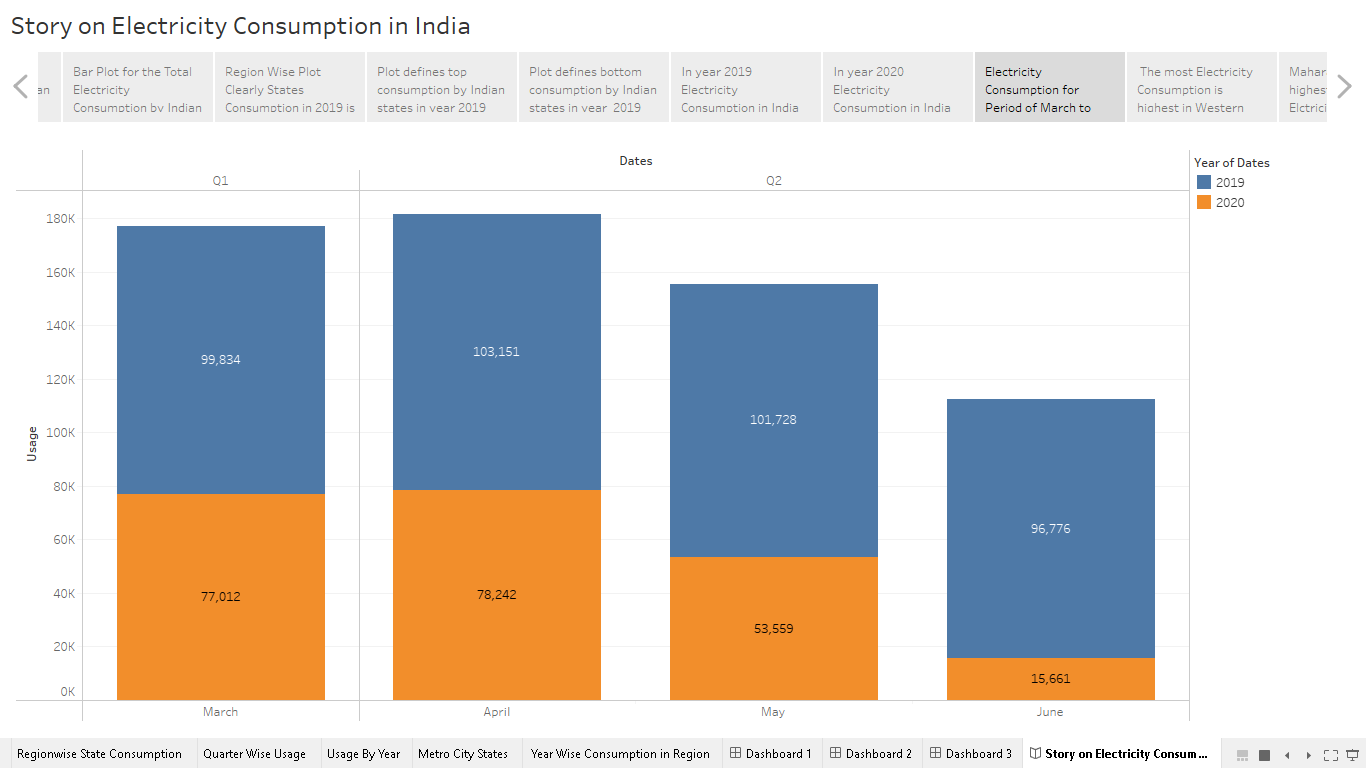 Story on Electricity Consumption in India
an
Bar Plot for the Total
Electricity
Consumption by Indian
Region Wise Plot
Clearly States
Consumption in 2019 is
Plot defines top
consumption by Indian
states in year 2019
Plot defines bottom
consumption by Indian
states in year 2019
In year 2019
Electricity
Consumption in India
In year 2020
Electricity
Consumption in India
Electricity
Consumption for
Period of March to
The most Electricity
Consumption is
highest in Western
Mahar
highest
Elctrici
Dates
Q1
Q2
Year of Dates
2019
2020
180K
160K
140K
120K
100K
80K
60K
40K
20K
0K
Usage
99,834
103,151
101,728
96,776
77,012
78,242
53,559
15,661
March
April
May
June
Regionwise State Consumption
Quarter Wise Usage
Usage By Year
Metro City States
Year Wise Consumption in Region
Dashboard 1
Dashboard 2
Dashboard 3
Story on Electricity Consum...